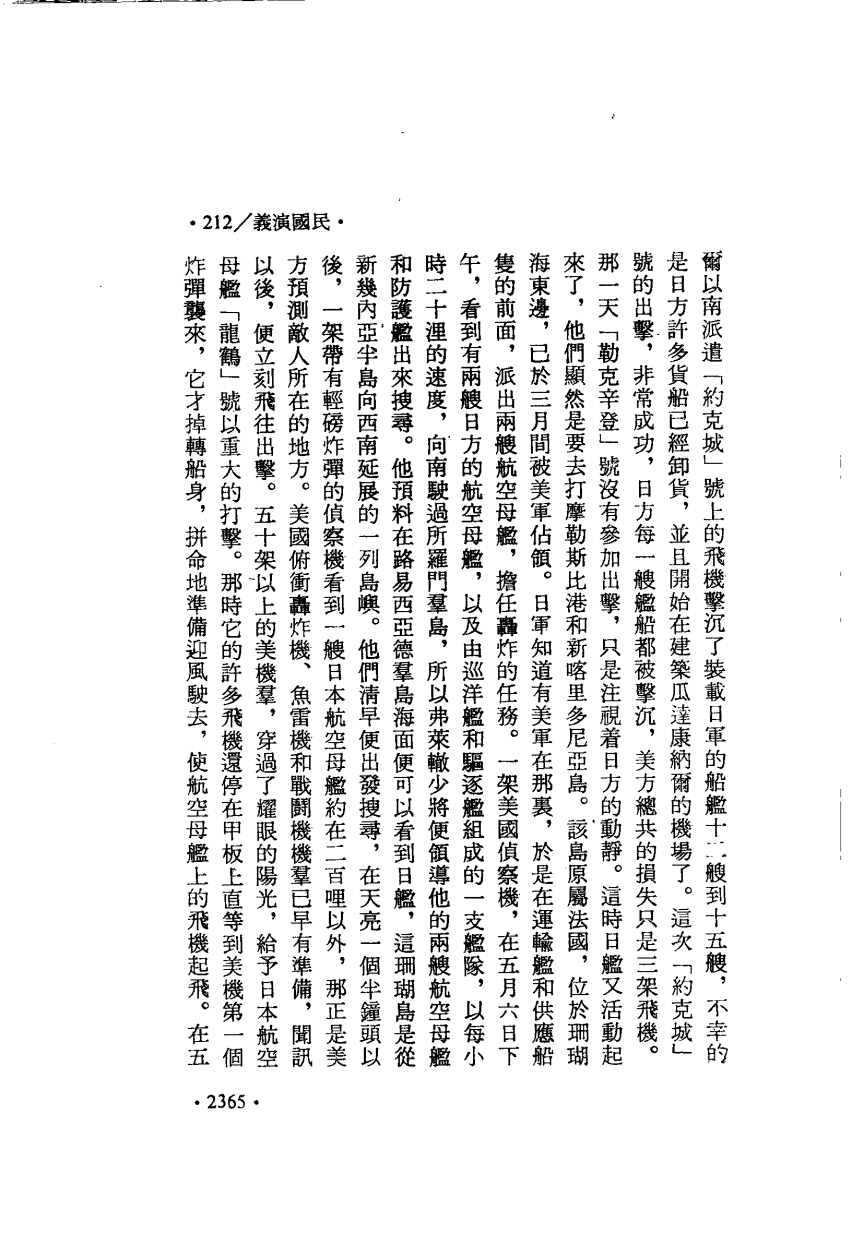 •212／義演國民•
爾以南派遣「約克城」號上的飛機擊沉了裝載日軍的船艦十二艘到十五艘，不幸的
是日方許多貨船已經卸貨，並且開始在建築瓜達康納爾的機場了。這次「約克城」
號的出擊，非常成功，日方每一艘艦船都被擊沉，美方總共的損失只是三架飛機。
那一天「勒克辛登」號沒有參加出擊，只是注視着日方的動靜。這時日艦又活動起
來了，他們顯然是要去打摩勒斯比港和新喀里多尼亞島。該島原屬法國，位於珊瑚
海東邊，已於三月間被美軍佔領。日軍知道有美軍在那裏，於是在運輸艦和供應船
隻的前面，派出兩艘航空母艦，擔任轟炸的任務。一架美國偵察機，在五月六日下
午，看到有兩艘日方的航空母艦，以及由巡洋艦和驅逐艦組成的一支艦隊，以每小
時二十浬的速度，向南駛過所羅門羣島，所以弗萊轍少將便領導他的兩艘航空母艦
和防護艦出來搜尋。他預料在路易西亞德羣島海面便可以看到日艦，這珊瑚島是從
新幾內亞半島向西南延展的一列島嶼。他們清早便出發搜尋，在天亮一個半鐘頭以
後，一架帶有輕磅炸彈的偵察機看到一艘日本航空母艦約在二百哩以外，那正是美
方預測敵人所在的地方。美國俯衝轟炸機、魚雷機和戰鬪機機羣已早有準備，聞訊
以後，便立刻飛往出擊。五十架以上的美機羣，穿過了耀眼的陽光，給予日本航空
母艦「龍鶴」號以重大的打擊。那時它的許多飛機還停在甲板上直等到美機第一個
炸彈襲來，它才掉轉船身，拼命地準備迎風駛去，使航空母艦上的飛機起飛。在五
•2365•